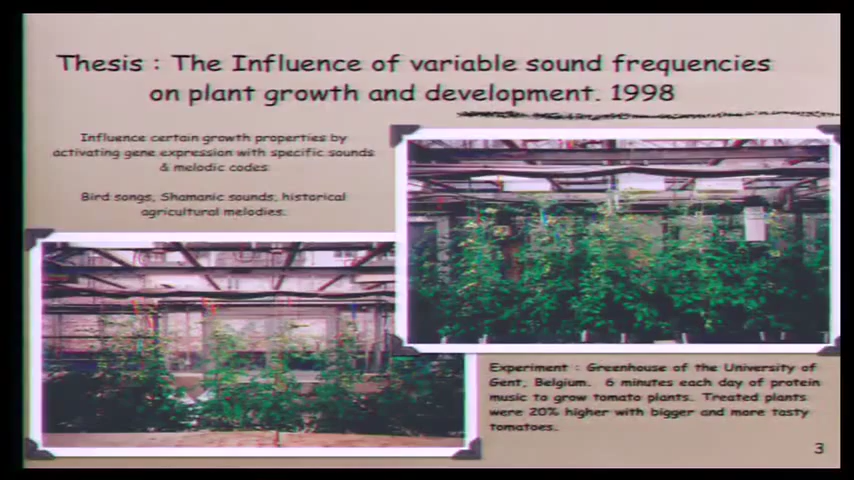 Thesis : The Influence of variable sound frequencies
on plant growth and development. 1998
Influence certain growth properties by
activating gene expression with specific sounds
& melodic codes
Bird songs, Shamanic sounds, historical
agricultural melodies.
Experiment : Greenhouse of the University of
Gent, Belgium. 6 minutes each day of protein
music to grow tomato plants. Treated plants
were 20% higher with bigger and more tasty
tomatoes.
3